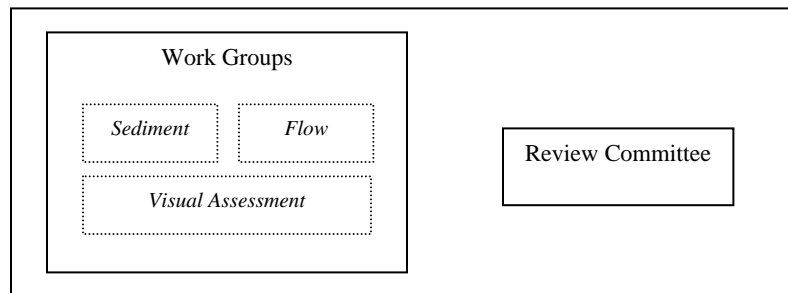 Work Groups
Sediment Flow
Visual Assessment
Review Committee